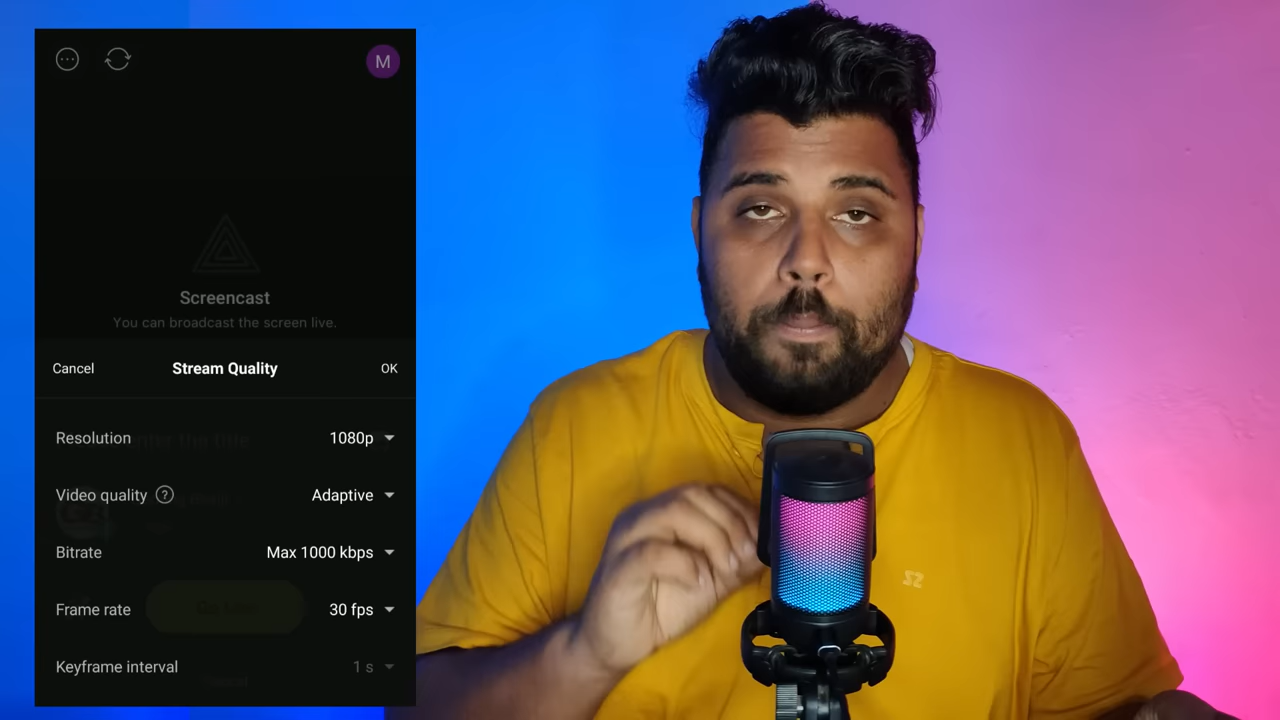 M
Screencast
You can broadcast the screen live.
Cancel Stream Quality OK
Resolution 1080p
Video quality ? Adaptive
Bitrate Max 1000 kbps
Frame rate 30 fps
Keyframe interval 1 s